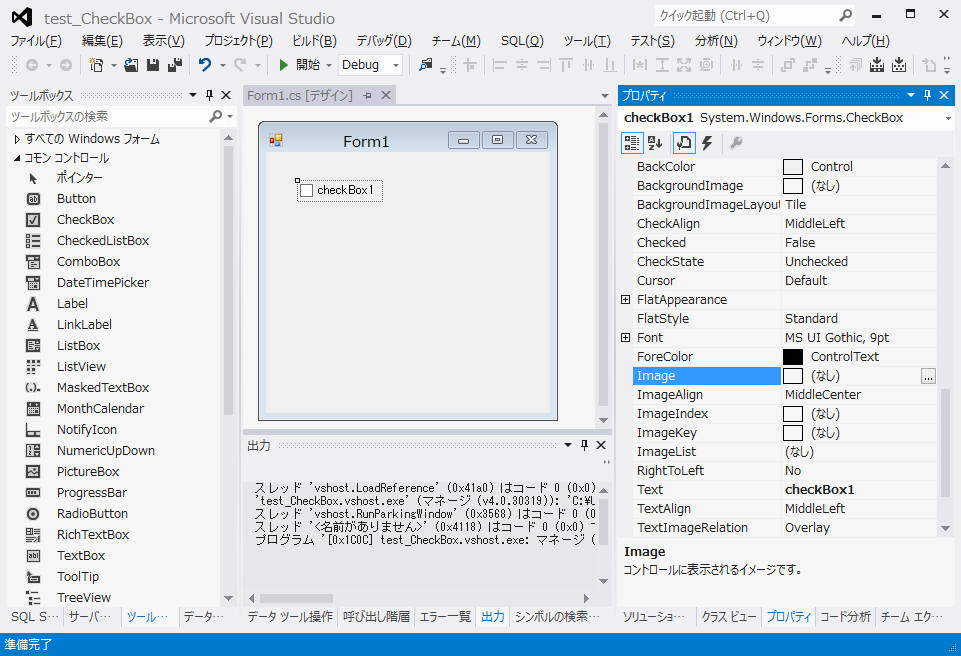 test_CheckBox - Microsoft Visual Studio
クイック起動 (Ctrl+Q)
ファイル(F) 編集(E) 表示(V) プロジェクト(P) ビルド(B) デバッグ(D) チーム(M) SQL(Q) ツール(T) テスト(S) 分析(N) ウィンドウ(W) ヘルプ(H)
開始 Debug
ツールボックス
ツールボックスの検索
すべての Windows フォーム
コモン コントロール
ポインター
Button
CheckBox
CheckedListBox
ComboBox
DateTimePicker
Label
LinkLabel
ListBox
ListView
MaskedTextBox
MonthCalendar
NotifyIcon
NumericUpDown
PictureBox
ProgressBar
RadioButton
RichTextBox
TextBox
ToolTip
TreeView
SQL S… サーバ… ツール… データ…
Form1.cs [デザイン]
Form1
checkBox1
出力
スレッド 'vshost.LoadReference' (0x41a0) はコード 0 (0x0)
'test_CheckBox.vshost.exe' (マネージ (v4.0.30319)): 'C:¥
スレッド 'vshost.RunParkingWindow' (0x3568) はコード 0 (0
スレッド '<名前がありません>' (0x4118) はコード 0 (0x0)
プログラム '[0x1C0C] test_CheckBox.vshost.exe: マネージ (
データ ツール操作 呼び出し階層 エラー一覧 出力 シンボルの検索…
プロパティ
checkBox1 System.Windows.Forms.CheckBox
BackColor Control
BackgroundImage (なし)
BackgroundImageLayout Tile
CheckAlign MiddleLeft
Checked False
CheckState Unchecked
Cursor Default
FlatAppearance
FlatStyle Standard
Font MS UI Gothic, 9pt
ForeColor ControlText
Image (なし) ...
ImageAlign MiddleCenter
ImageIndex (なし)
ImageKey (なし)
ImageList (なし)
RightToLeft No
Text checkBox1
TextAlign MiddleLeft
TextImageRelation Overlay
Image
コントロールに表示されるイメージです。
ソリューショ… クラス ビュー プロパティ コード分析 チーム エク…
準備完了